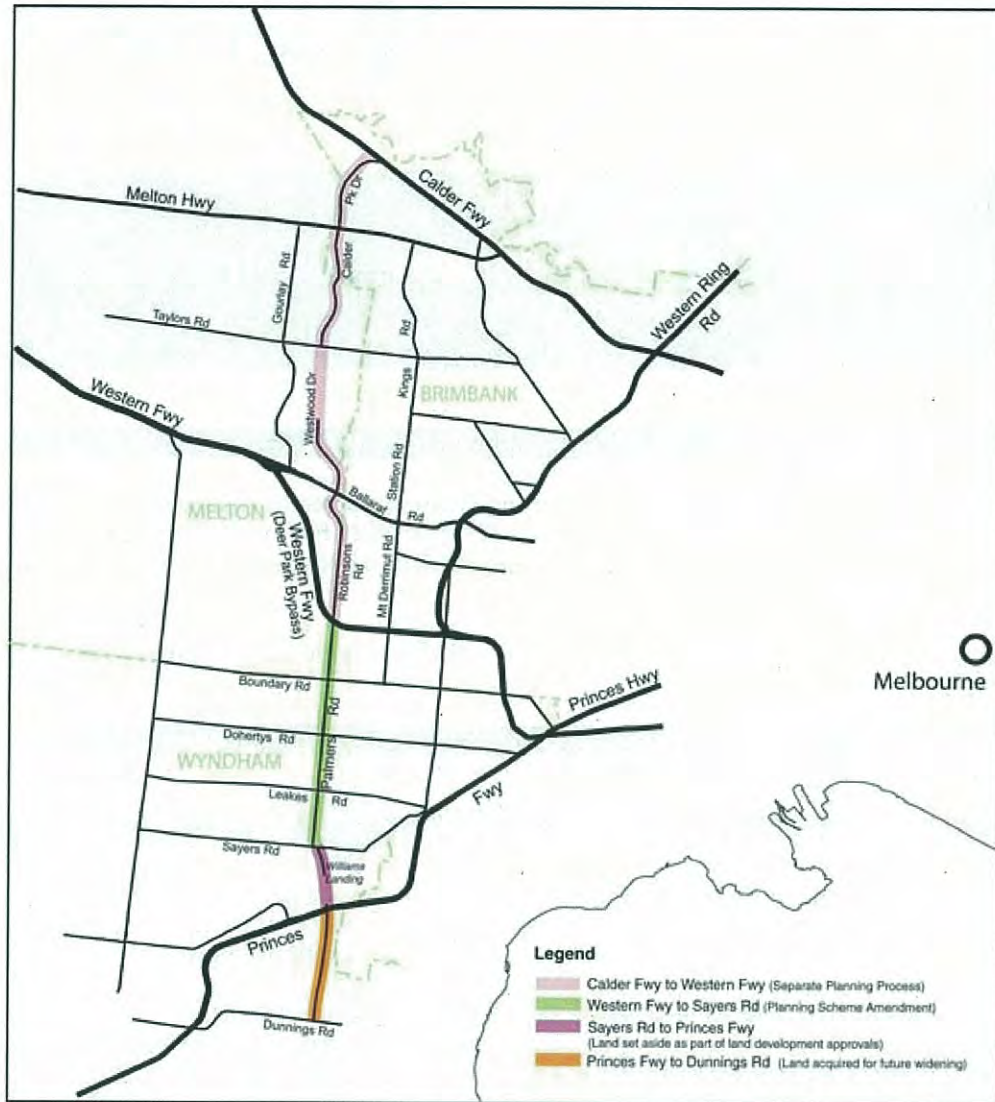 Calder Fwy
Melton Hwy
Pk Dr
Calder
Gourlay Rd
Western Ring
Rd
Taylors Rd
Kings Rd
Western Fwy
Westwood Dr
BRIMBANK
Station Rd
Ballarat Rd
MELTON
Western Fwy
(Deer Park Bypass)
Robinsons
Rd
Mt Derrimut Rd
Melbourne
Boundary Rd
Princes Hwy
Palmers Rd
Dohertys Rd
WYNDHAM
Leakes Rd
Fwy
Sayers Rd
Williams
Landing
Princes
Dunnings Rd
Legend
Calder Fwy to Western Fwy (Separate Planning Process)
Western Fwy to Sayers Rd (Planning Scheme Amendment)
Sayers Rd to Princes Fwy
(Land set aside as part of land development approvals)
Princes Fwy to Dunnings Rd (Land acquired for future widening)